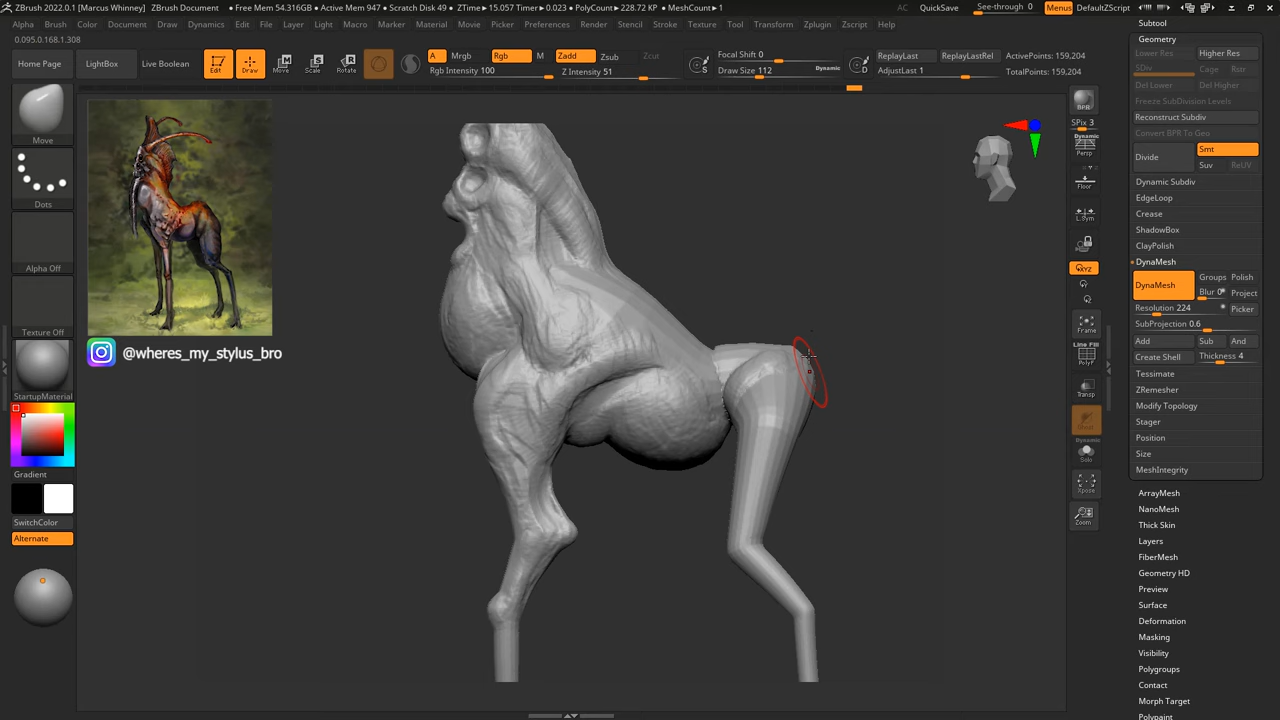 ZBrush 2022.0.1 [Marcus Whinney] ZBrush Document ● Free Mem 54.316GB ● Active Mem 947 ● Scratch Disk 49 ● ZTime ▸ 15.057 Timer ▸ 0.023 ● PolyCount ▸ 228.72 KP ● MeshCount ▸ 1 AC QuickSave See-through 0 Menus DefaultZScript
Alpha Brush Color Document Draw Dynamics Edit File Layer Light Macro Marker Material Movie Picker Preferences Render Stencil Stroke Texture Tool Transform Zplugin Zscript Help
0.095,0.168,1.308
Home Page LightBox Live Boolean
Edit Draw Move Scale Rotate
A Mrgb Rgb M Zadd Zsub Zcut
Rgb Intensity 100 Z Intensity 51
Focal Shift 0
Draw Size 112 Dynamic
ReplayLast ReplayLastRel ActivePoints: 159,204
AdjustLast 1 TotalPoints: 159,204
Move
Dots
Alpha Off
Texture Off
StartupMaterial
Gradient
SwitchColor
Alternate
@wheres_my_stylus_bro
BPR
SPix 3
Dynamic
Persp
Floor
L.Sym
XYZ
Frame
Line Fill
PolyF
Transp
Dynamic
Solo
Xpose
Zoom
Subtool
Geometry
Lower Res Higher Res
SDiv Cage Rstr
Del Lower Del Higher
Freeze SubDivision Levels
Reconstruct Subdiv
Convert BPR To Geo
Divide Smt
Suv ReUV
Dynamic Subdiv
EdgeLoop
Crease
ShadowBox
ClayPolish
DynaMesh
DynaMesh Groups Polish
Blur 0 Project
Resolution 224 Picker
SubProjection 0.6
Add Sub And
Create Shell Thickness 4
Tessimate
ZRemesher
Modify Topology
Stager
Position
Size
MeshIntegrity
ArrayMesh
NanoMesh
Thick Skin
Layers
FiberMesh
Geometry HD
Preview
Surface
Deformation
Masking
Visibility
Polygroups
Contact
Morph Target
Polypaint